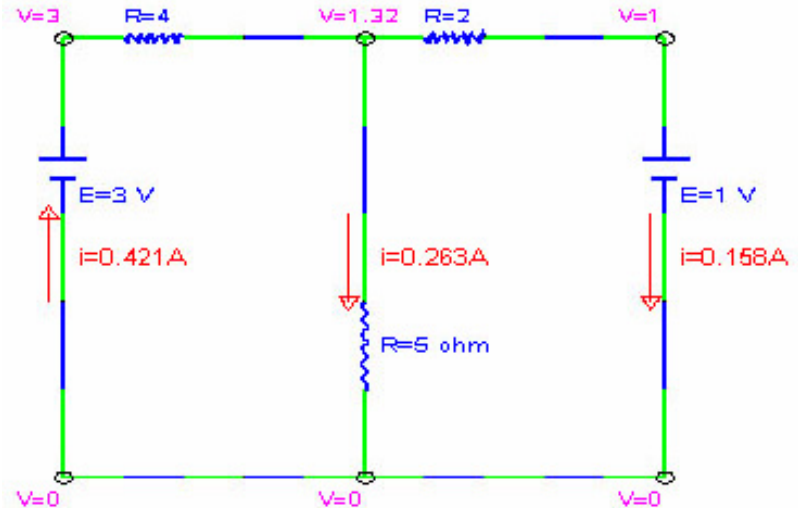 V=3 R=4 V=1.32 R=2 V=1
E=3 V E=1 V
i=0.421A i=0.263A i=0.158A
R=5 ohm
V=0 V=0 V=0